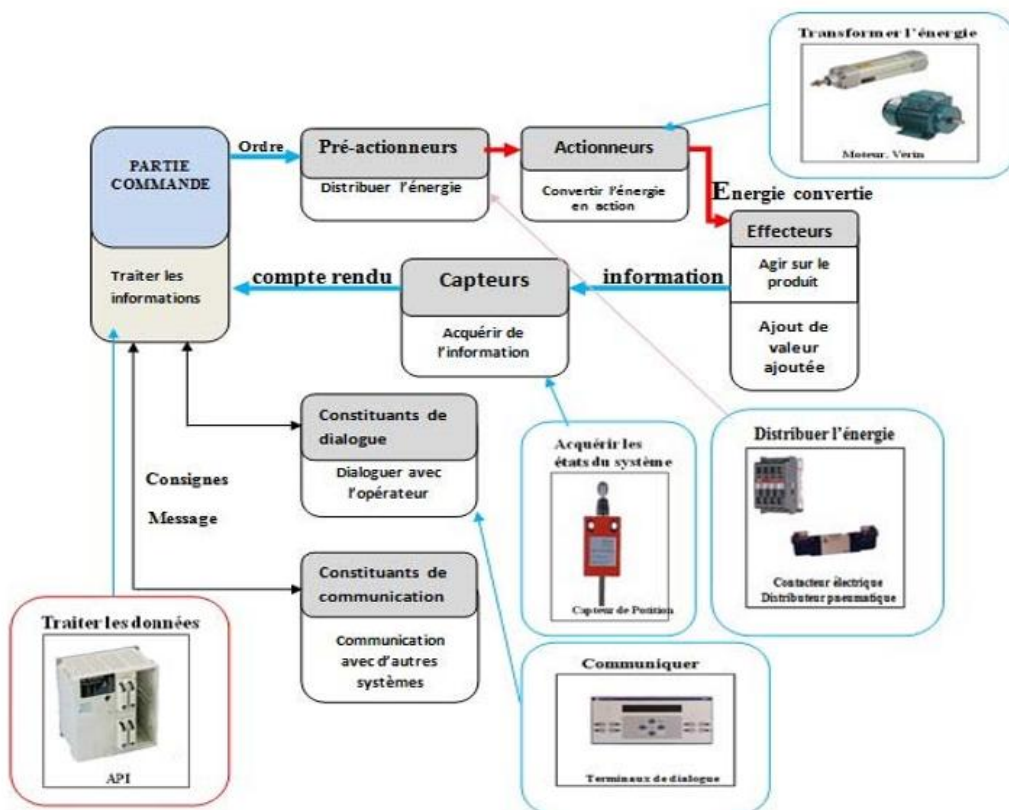 Transformer l'énergie
Moteur. Vérin
PARTIE
COMMANDE
Traiter les
informations
Ordre
Pré-actionneurs
Distribuer l'énergie
Actionneurs
Convertir l'énergie
en action
Energie convertie
Effecteurs
Agir sur le
produit
Ajout de
valeur
ajoutée
information
Capteurs
Acquérir de
l'information
compte rendu
Constituants de
dialogue
Dialoguer avec
l'opérateur
Consignes
Message
Constituants de
communication
Communication
avec d'autres
systèmes
Acquérir les
états du système
Capteur de Position
Distribuer l'énergie
Contacteur électrique
Distributeur pneumatique
Traiter les données
API
Communiquer
Terminaux de dialogue